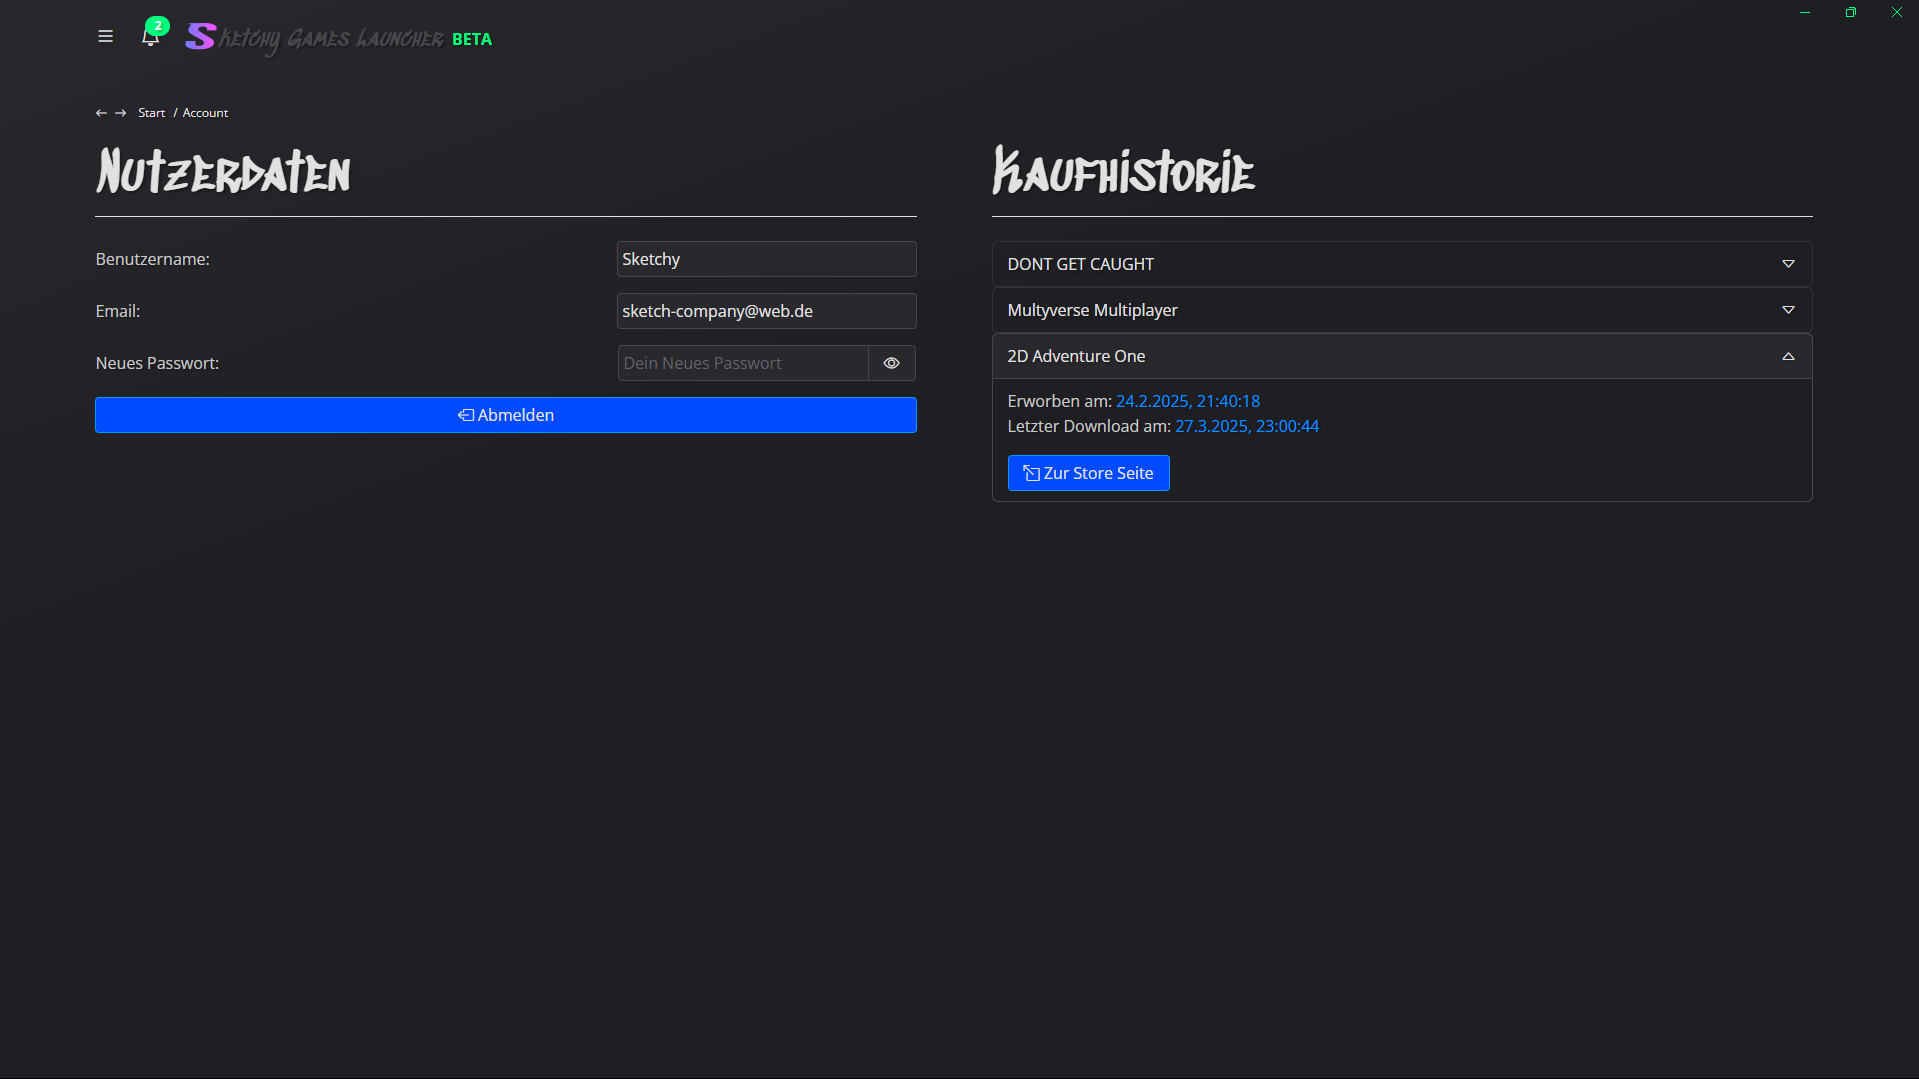 2
Sketchy Games Launcher BETA
Start / Account
Nutzerdaten
Benutzername:
Sketchy
Email:
sketch-company@web.de
Neues Passwort:
Dein Neues Passwort
Abmelden
Kaufhistorie
DONT GET CAUGHT
Multyverse Multiplayer
2D Adventure One
Erworben am: 24.2.2025, 21:40:18
Letzter Download am: 27.3.2025, 23:00:44
Zur Store Seite